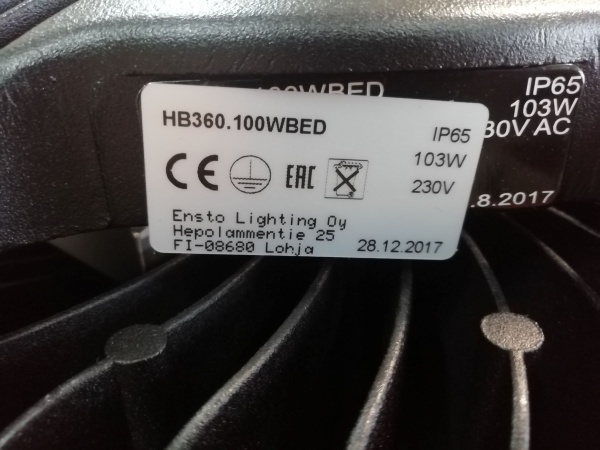 100WBED
IP65
103W
30V AC
8.2017
HB360.100WBED
IP65
CE
EAC
103W
230V
Ensto Lighting Oy
Hepolammentie 25
FI-08680 Lohja
28.12.2017